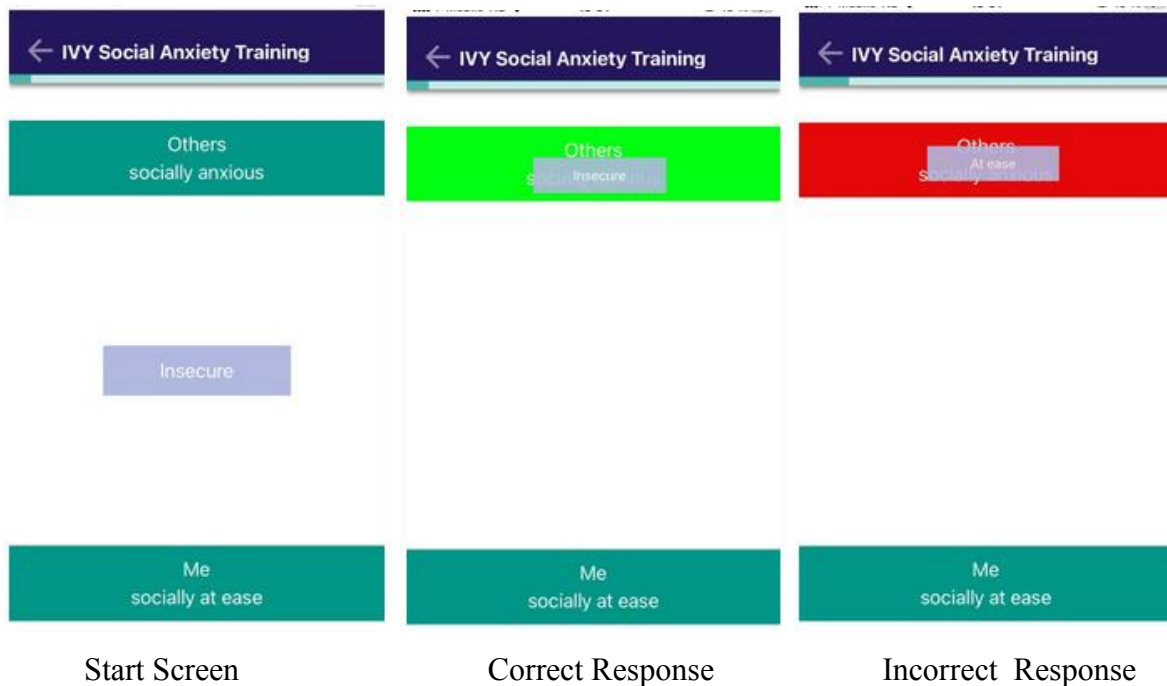 IVY Social Anxiety Training
Others
socially anxious
Insecure
Me
socially at ease
Start Screen
IVY Social Anxiety Training
Others
Insecure
Me
socially at ease
Correct Response
IVY Social Anxiety Training
Others
At ease
Me
socially at ease
Incorrect Response